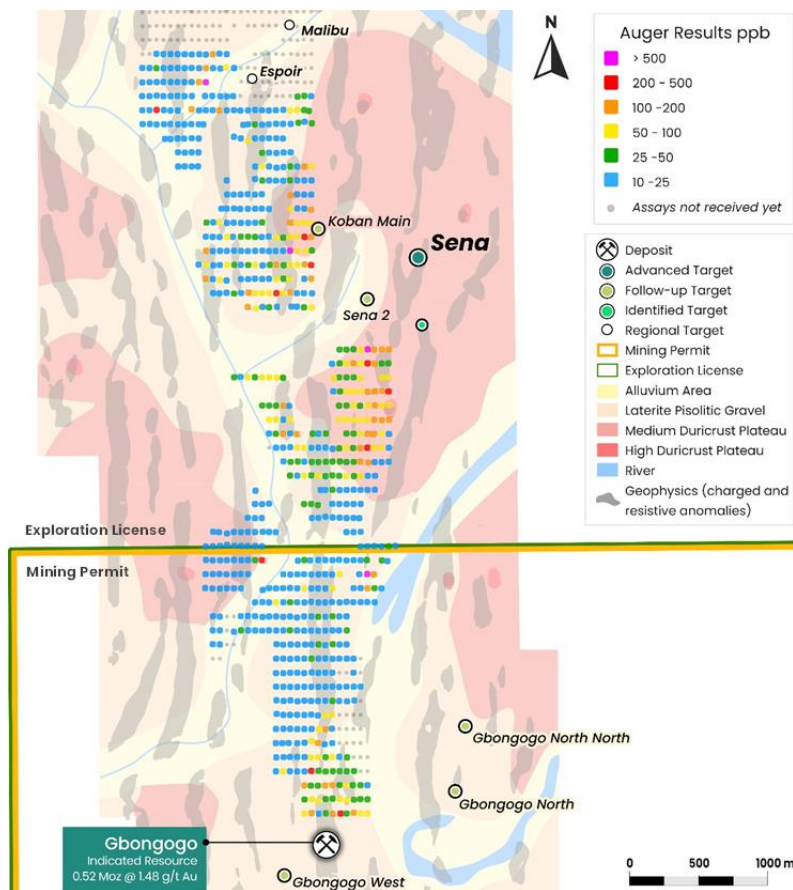 Malibu
Espoir
Koban Main
Sena
Sena 2
N
Auger Results ppb
> 500
200 - 500
100 -200
50 - 100
25 -50
10 -25
Assays not received yet
Deposit
Advanced Target
Follow-up Target
Identified Target
Regional Target
Mining Permit
Exploration License
Alluvium Area
Laterite Pisolitic Gravel
Medium Duricrust Plateau
High Duricrust Plateau
River
Geophysics (charged and
resistive anomalies)
Exploration License
Mining Permit
Gbongogo North North
Gbongogo North
Gbongogo
Indicated Resource
0.52 Moz @ 1.48 g/t Au
Gbongogo West
0 500 1000 m